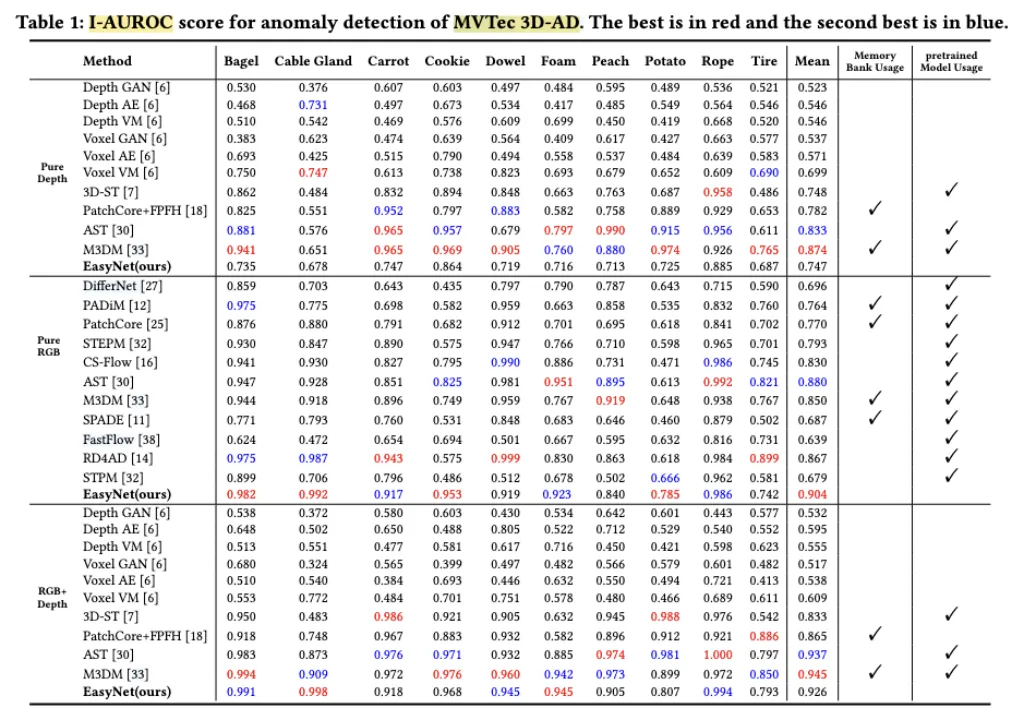 Table 1: I-AUROC score for anomaly detection of MVTec 3D-AD. The best is in red and the second best is in blue.
Method Bagel Cable Gland Carrot Cookie Dowel Foam Peach Potato Rope Tire Mean Memory Bank Usage pretrained Model Usage
Pure Depth
Depth GAN [6] 0.530 0.376 0.607 0.603 0.497 0.484 0.595 0.489 0.536 0.521 0.523
Depth AE [6] 0.468 0.731 0.497 0.673 0.534 0.417 0.485 0.549 0.564 0.546 0.546
Depth VM [6] 0.510 0.542 0.469 0.576 0.609 0.699 0.450 0.419 0.668 0.520 0.546
Voxel GAN [6] 0.383 0.623 0.474 0.639 0.564 0.409 0.617 0.427 0.663 0.577 0.537
Voxel AE [6] 0.693 0.425 0.515 0.790 0.494 0.558 0.537 0.484 0.639 0.583 0.571
Voxel VM [6] 0.750 0.747 0.613 0.738 0.823 0.693 0.679 0.652 0.609 0.690 0.699
3D-ST [7] 0.862 0.484 0.832 0.894 0.848 0.663 0.763 0.687 0.958 0.486 0.748 ✓
PatchCore+FPFH [18] 0.825 0.551 0.952 0.797 0.883 0.582 0.758 0.889 0.929 0.653 0.782 ✓
AST [30] 0.881 0.576 0.965 0.957 0.679 0.797 0.990 0.915 0.956 0.611 0.833 ✓
M3DM [33] 0.941 0.651 0.965 0.969 0.905 0.760 0.880 0.974 0.926 0.765 0.874 ✓ ✓
EasyNet(ours) 0.735 0.678 0.747 0.864 0.719 0.716 0.713 0.725 0.885 0.687 0.747
Pure RGB
DifferNet [27] 0.859 0.703 0.643 0.435 0.797 0.790 0.787 0.643 0.715 0.590 0.696 ✓
PADiM [12] 0.975 0.775 0.698 0.582 0.959 0.663 0.858 0.535 0.832 0.760 0.764 ✓ ✓
PatchCore [25] 0.876 0.880 0.791 0.682 0.912 0.701 0.695 0.618 0.841 0.702 0.770 ✓ ✓
STEPM [32] 0.930 0.847 0.890 0.575 0.947 0.766 0.710 0.598 0.965 0.701 0.793 ✓
CS-Flow [16] 0.941 0.930 0.827 0.795 0.990 0.886 0.731 0.471 0.986 0.745 0.830 ✓
AST [30] 0.947 0.928 0.851 0.825 0.981 0.951 0.895 0.613 0.992 0.821 0.880 ✓
M3DM [33] 0.944 0.918 0.896 0.749 0.959 0.767 0.919 0.648 0.938 0.767 0.850 ✓ ✓
SPADE [11] 0.771 0.793 0.760 0.531 0.848 0.683 0.646 0.460 0.879 0.502 0.687 ✓ ✓
FastFlow [38] 0.624 0.472 0.654 0.694 0.501 0.667 0.595 0.632 0.816 0.731 0.639 ✓
RD4AD [14] 0.975 0.987 0.943 0.575 0.999 0.830 0.863 0.618 0.984 0.899 0.867 ✓
STPM [32] 0.899 0.706 0.796 0.486 0.512 0.678 0.502 0.666 0.962 0.581 0.679 ✓
EasyNet(ours) 0.982 0.992 0.917 0.953 0.919 0.923 0.840 0.785 0.986 0.742 0.904
RGB+ Depth
Depth GAN [6] 0.538 0.372 0.580 0.603 0.430 0.534 0.642 0.601 0.443 0.577 0.532
Depth AE [6] 0.648 0.502 0.650 0.488 0.805 0.522 0.712 0.529 0.540 0.552 0.595
Depth VM [6] 0.513 0.551 0.477 0.581 0.617 0.716 0.450 0.421 0.598 0.623 0.555
Voxel GAN [6] 0.680 0.324 0.565 0.399 0.497 0.482 0.566 0.579 0.601 0.482 0.517
Voxel AE [6] 0.510 0.540 0.384 0.693 0.446 0.632 0.550 0.494 0.721 0.413 0.538
Voxel VM [6] 0.553 0.772 0.484 0.701 0.751 0.578 0.480 0.466 0.689 0.611 0.609
3D-ST [7] 0.950 0.483 0.986 0.921 0.905 0.632 0.945 0.988 0.976 0.542 0.833 ✓
PatchCore+FPFH [18] 0.918 0.748 0.967 0.883 0.932 0.582 0.896 0.912 0.921 0.886 0.865 ✓
AST [30] 0.983 0.873 0.976 0.971 0.932 0.885 0.974 0.981 1.000 0.797 0.937 ✓
M3DM [33] 0.994 0.909 0.972 0.976 0.960 0.942 0.973 0.899 0.972 0.850 0.945 ✓ ✓
EasyNet(ours) 0.991 0.998 0.918 0.968 0.945 0.945 0.905 0.807 0.994 0.793 0.926